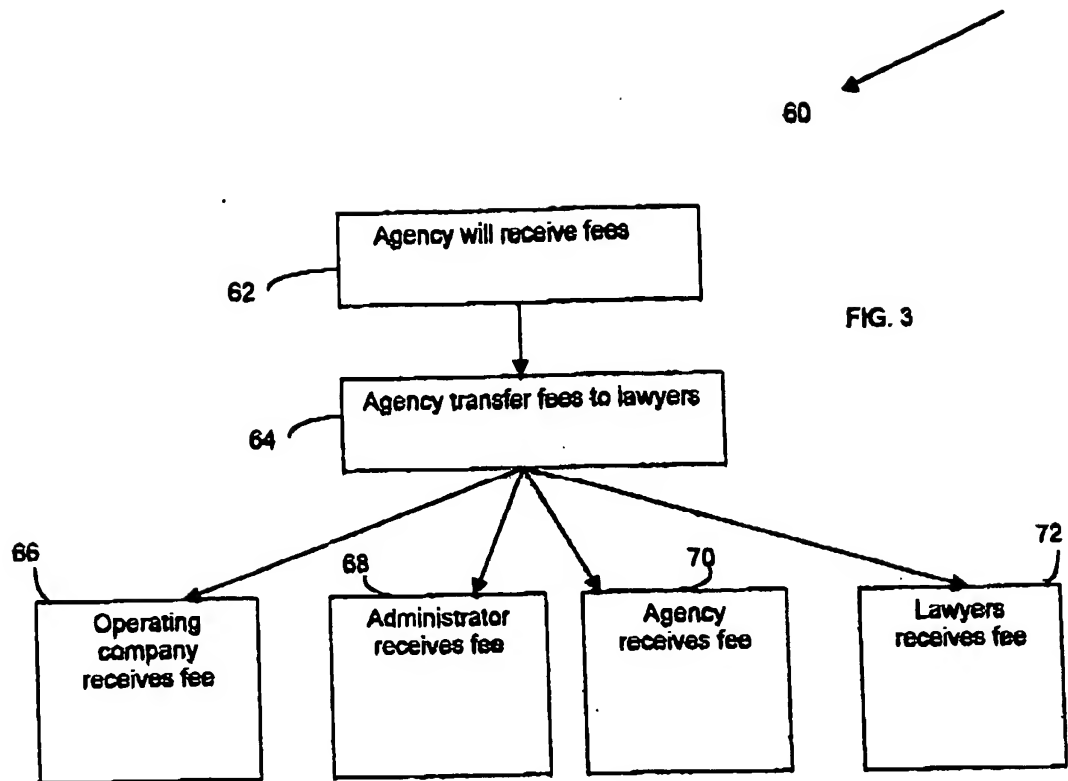 60
Agency will receive fees
62
FIG. 3
Agency transfer fees to lawyers
64
66
68
70
72
Operating
company
receives fee
Administrator
receives fee
Agency
receives fee
Lawyers
receives fee